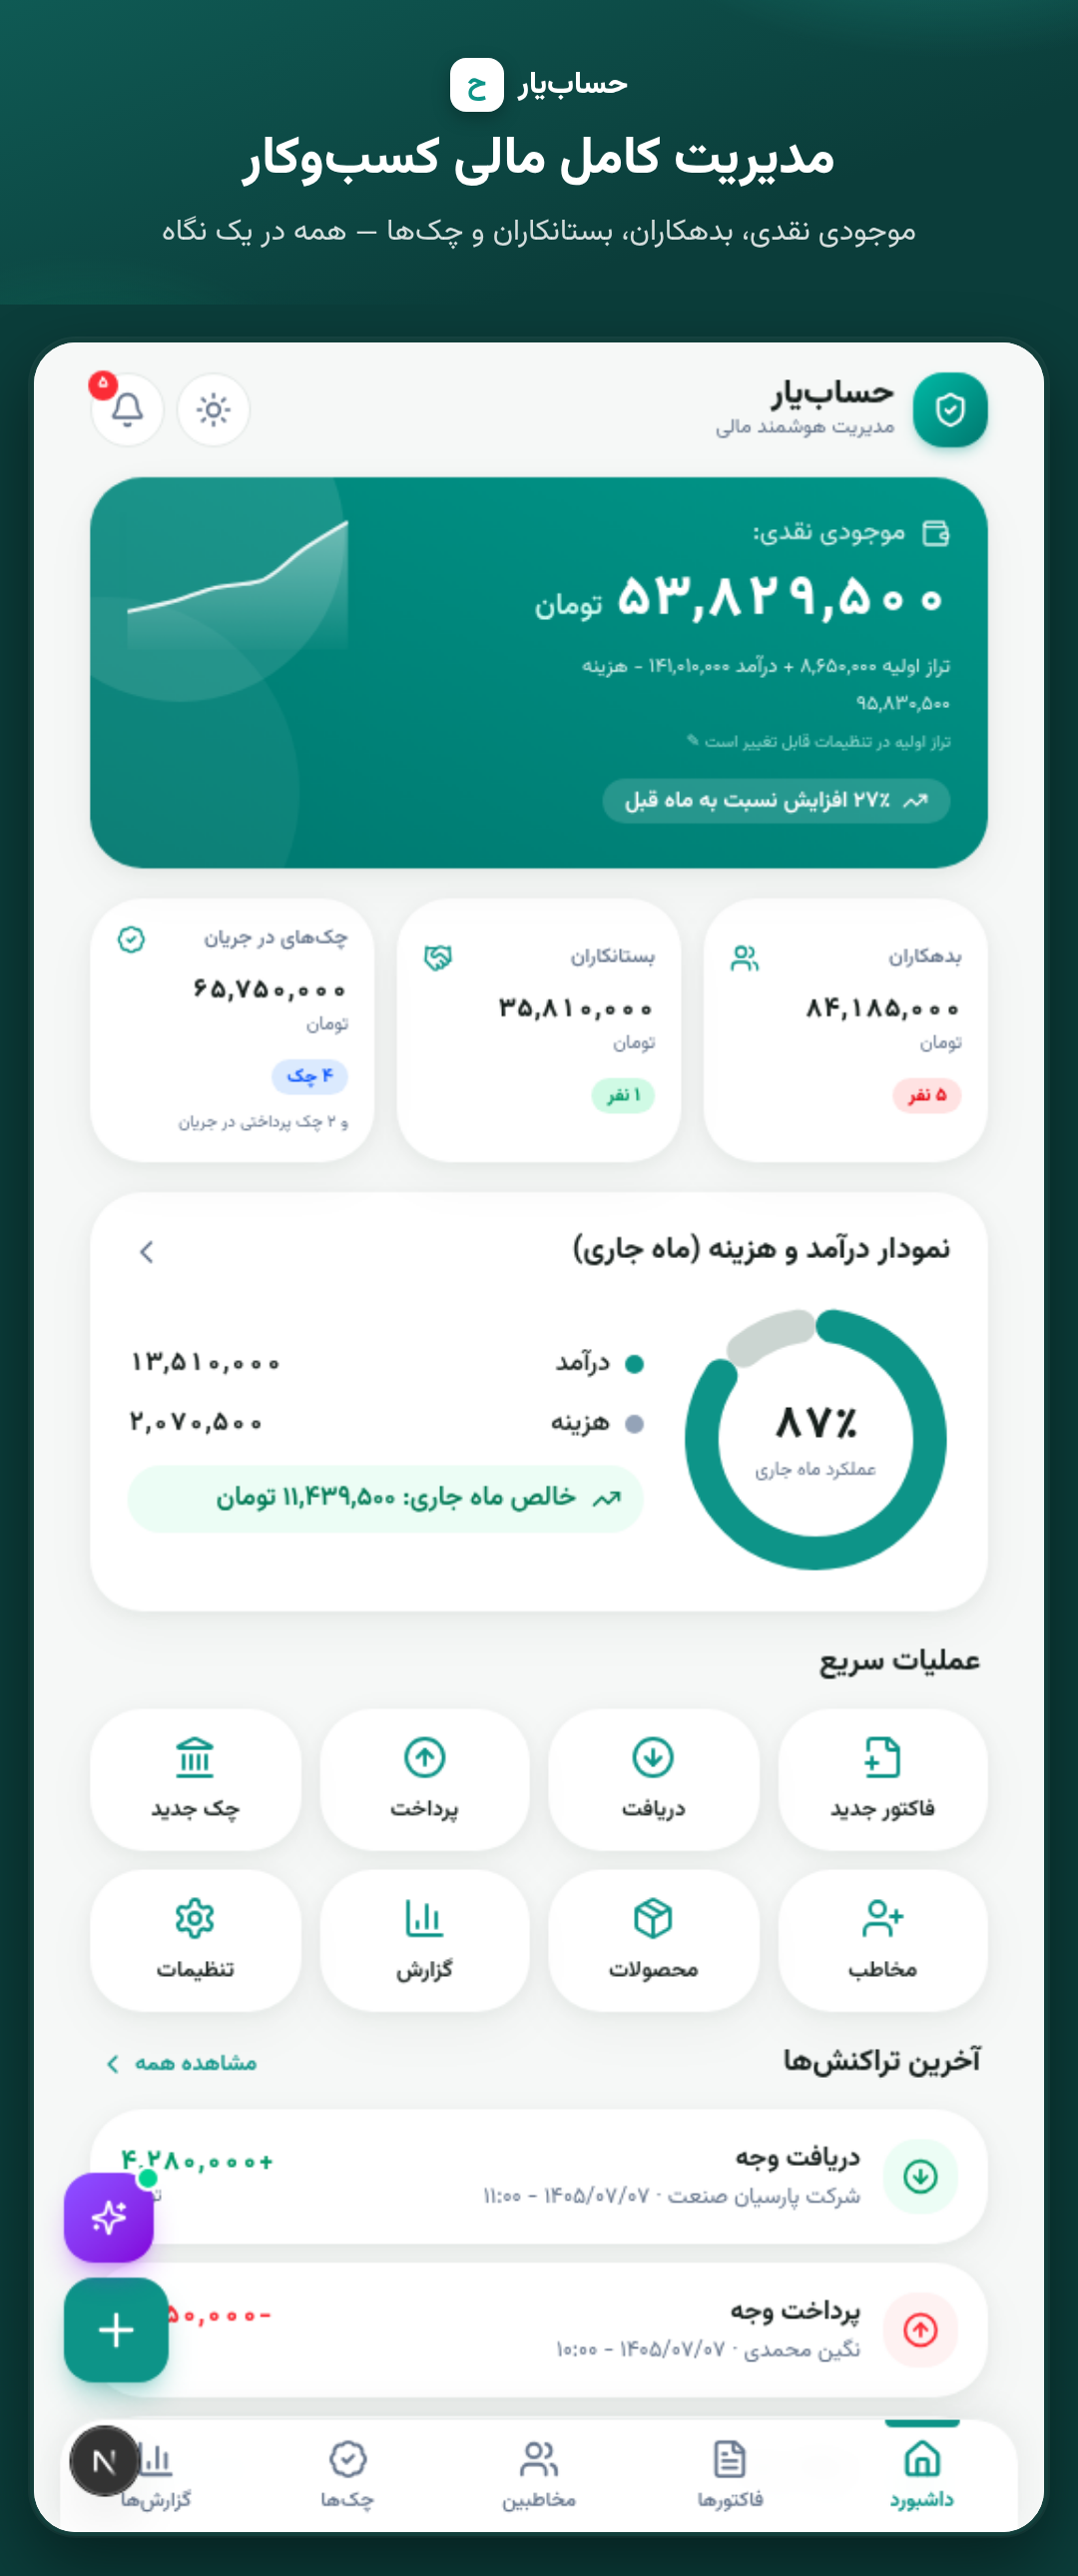 حساب‌یار
ح
مدیریت کامل مالی کسب‌وکار
موجودی نقدی، بدهکاران، بستانکاران و چک‌ها — همه در یک نگاه
حساب‌یار
مدیریت هوشمند مالی
۵
موجودی نقدی:
۵۳,۸۲۹,۵۰۰ تومان
تراز اولیه ۸,۶۵۰,۰۰۰ + درآمد ۱۴۱,۰۱۰,۰۰۰ - هزینه
۹۵,۸۳۰,۵۰۰
تراز اولیه در تنظیمات قابل تغییر است ✎
۲۷٪ افزایش نسبت به ماه قبل
بدهکاران
۸۴,۱۸۵,۰۰۰
تومان
۵ نفر
بستانکاران
۳۵,۸۱۰,۰۰۰
تومان
۱ نفر
چک‌های در جریان
۶۵,۷۵۰,۰۰۰
تومان
۴ چک
و ۲ چک پرداختی در جریان
نمودار درآمد و هزینه (ماه جاری)
۸۷٪
عملکرد ماه جاری
درآمد ۱۳,۵۱۰,۰۰۰
هزینه ۲,۰۷۰,۵۰۰
خالص ماه جاری: ۱۱,۴۳۹,۵۰۰ تومان
عملیات سریع
فاکتور جدید
دریافت
پرداخت
چک جدید
مخاطب
محصولات
گزارش
تنظیمات
آخرین تراکنش‌ها
مشاهده همه
دریافت وجه
۴,۲۸۰,۰۰۰+
شرکت پارسیان صنعت · ۱۴۰۵/۰۷/۰۷ - ۱۱:۰۰
پرداخت وجه
نگین محمدی · ۱۴۰۵/۰۷/۰۷ - ۱۰:۰۰
داشبورد
فاکتورها
مخاطبین
چک‌ها
گزارش‌ها
N